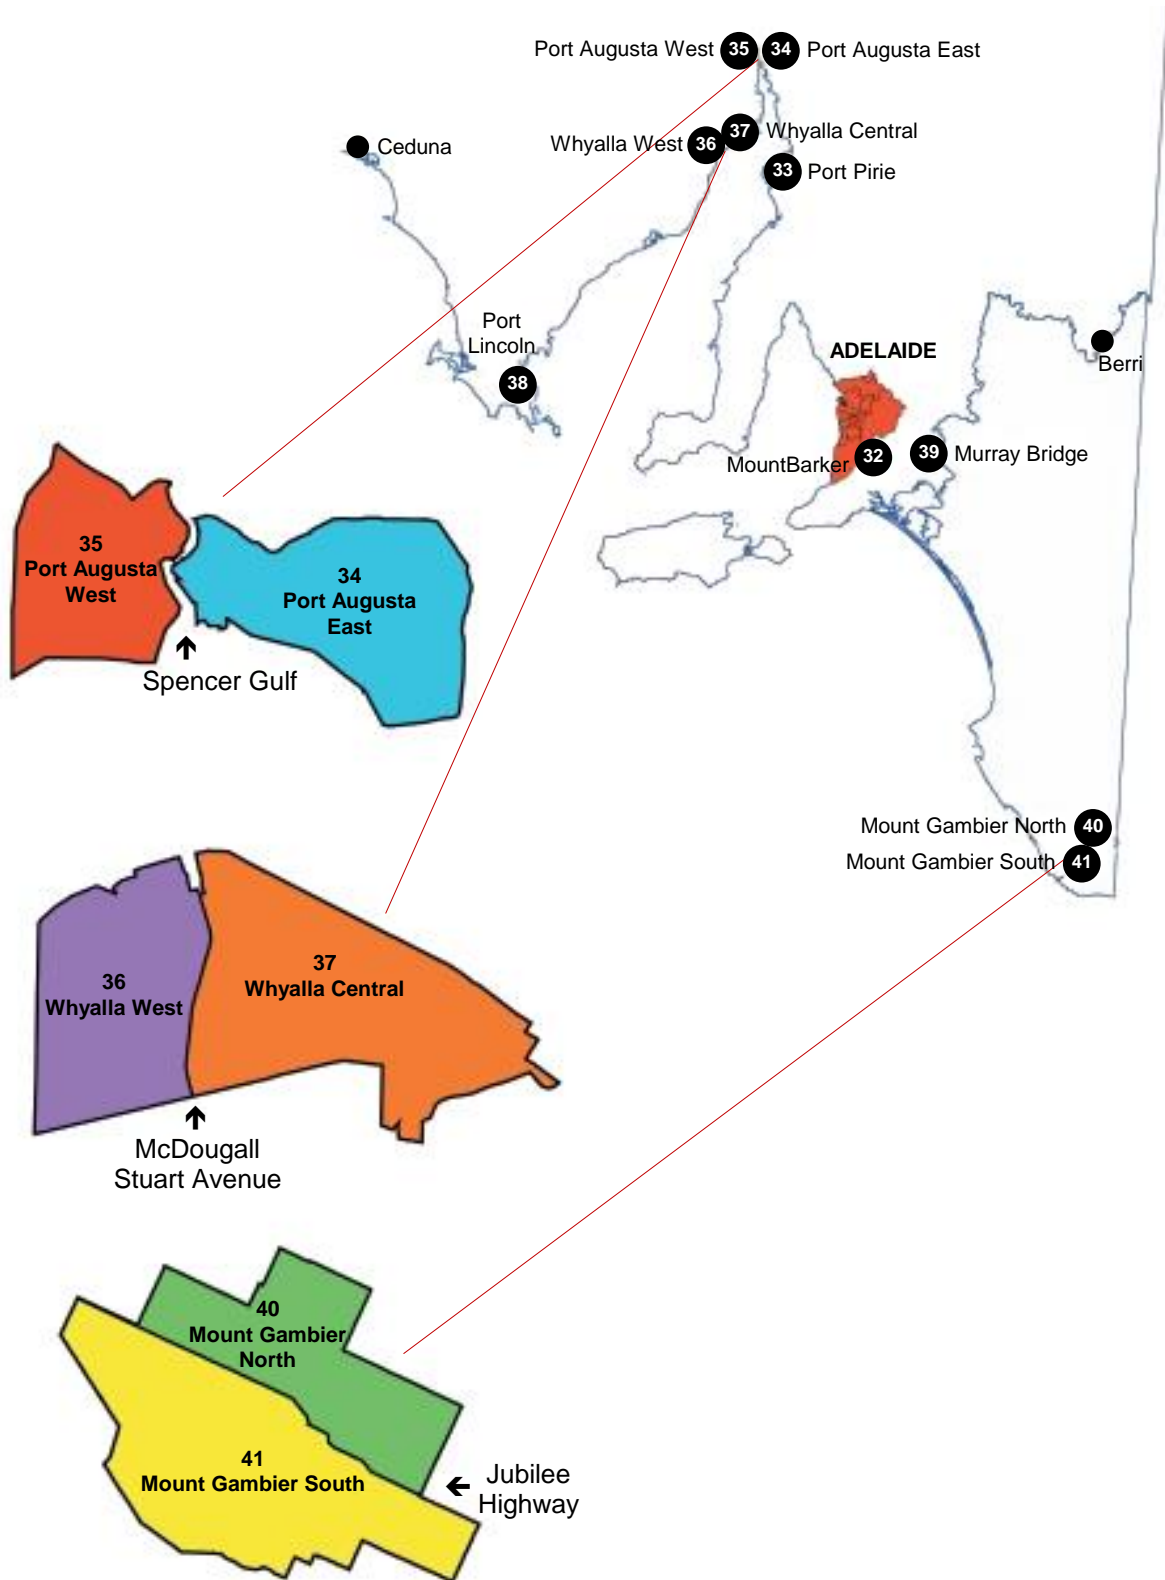 Port Augusta West
35
34
Port Augusta East
Ceduna
Whyalla West
36
37
Whyalla Central
33
Port Pirie
Port
Lincoln
38
ADELAIDE
Berri
MountBarker
32
39
Murray Bridge
35
Port Augusta
West
34
Port Augusta
East
Spencer Gulf
Mount Gambier North
40
Mount Gambier South
41
36
Whyalla West
37
Whyalla Central
McDougall
Stuart Avenue
40
Mount Gambier
North
41
Mount Gambier South
Jubilee
Highway